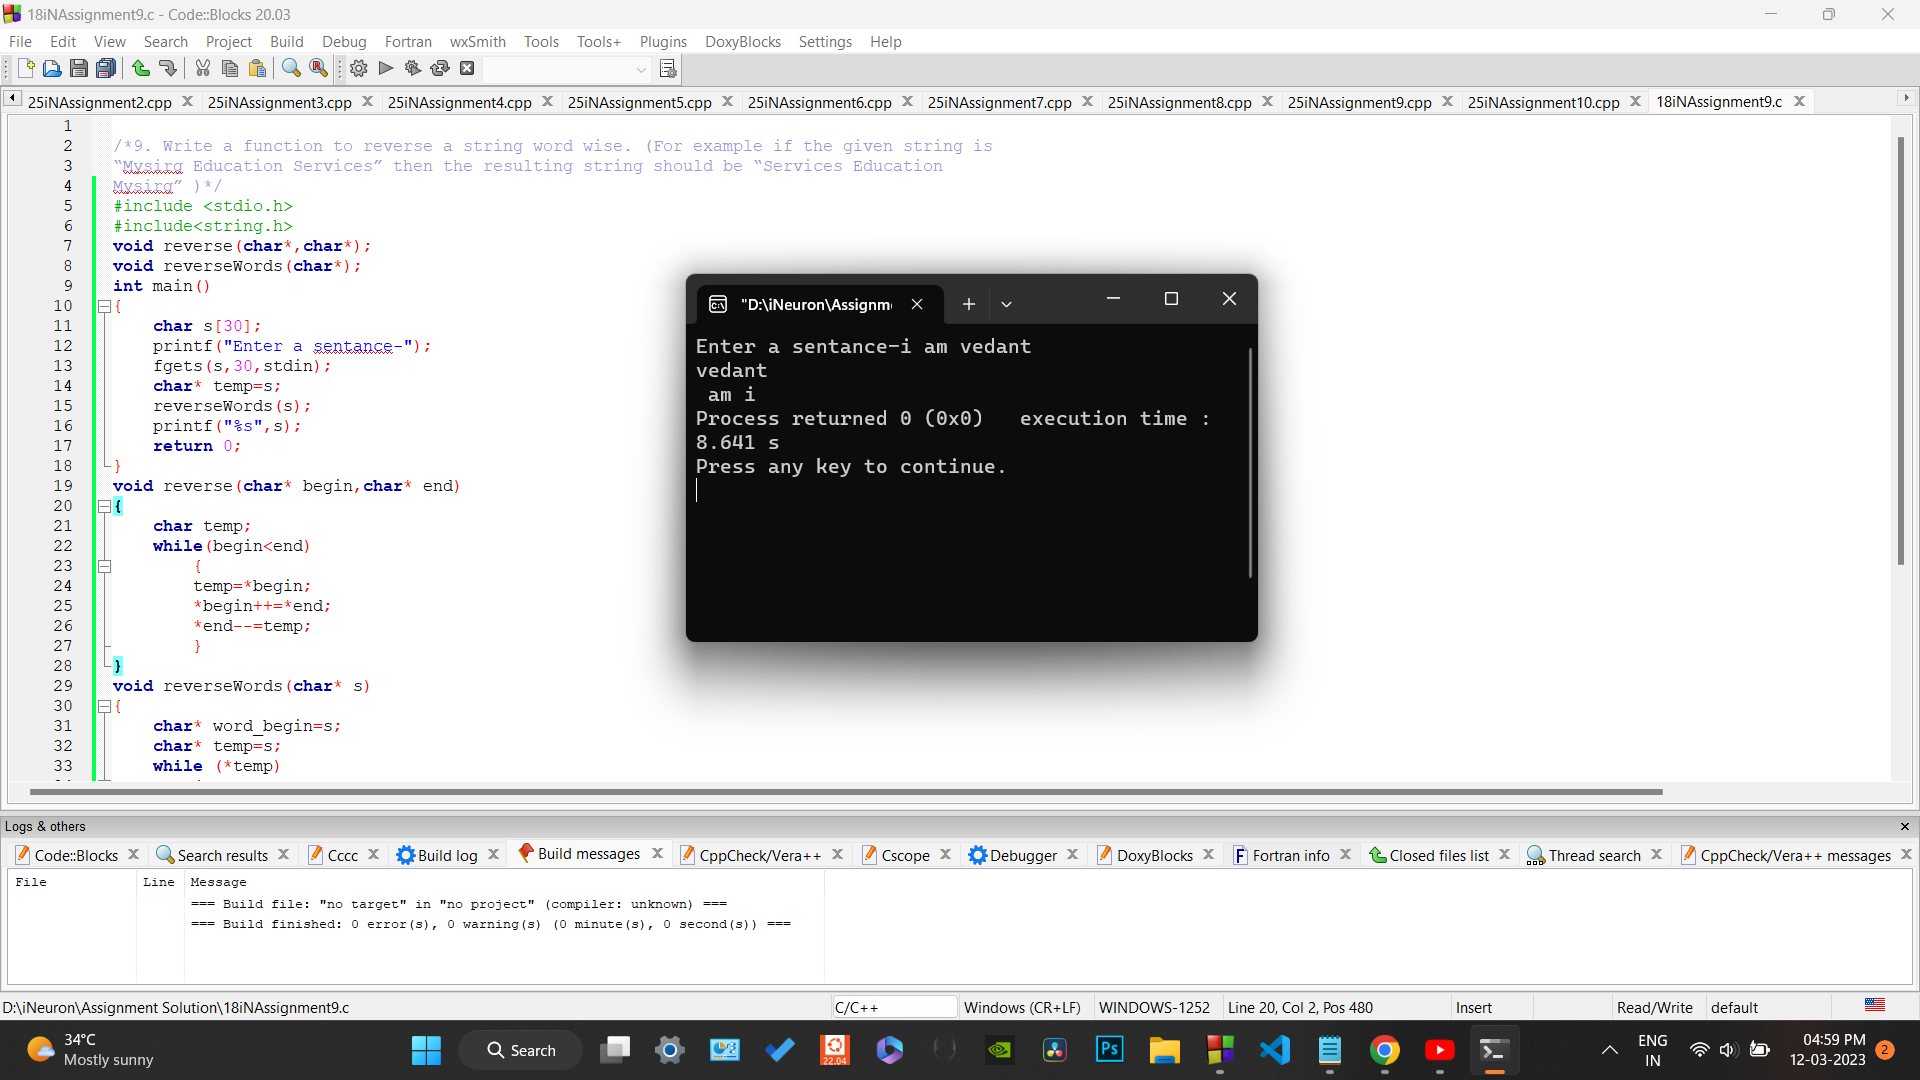 18iNAssignment9.c - Code::Blocks 20.03
File Edit View Search Project Build Debug Fortran wxSmith Tools Tools+ Plugins DoxyBlocks Settings Help
25iNAssignment2.cpp 25iNAssignment3.cpp 25iNAssignment4.cpp 25iNAssignment5.cpp 25iNAssignment6.cpp 25iNAssignment7.cpp 25iNAssignment8.cpp 25iNAssignment9.cpp 25iNAssignment10.cpp 18iNAssignment9.c
1
2 /*9. Write a function to reverse a string word wise. (For example if the given string is
3 “Mysirg Education Services” then the resulting string should be “Services Education
4 Mysirg” )*/
5 #include <stdio.h>
6 #include<string.h>
7 void reverse(char*,char*);
8 void reverseWords(char*);
9 int main()
10 {
11 char s[30];
12 printf("Enter a sentance-");
13 fgets(s,30,stdin);
14 char* temp=s;
15 reverseWords(s);
16 printf("%s",s);
17 return 0;
18 }
19 void reverse(char* begin,char* end)
20 {
21 char temp;
22 while(begin<end)
23 {
24 temp=*begin;
25 *begin++=*end;
26 *end--=temp;
27 }
28 }
29 void reverseWords(char* s)
30 {
31 char* word_begin=s;
32 char* temp=s;
33 while (*temp)
"D:\iNeuron\Assignm
Enter a sentance-i am vedant
vedant
 am i
Process returned 0 (0x0)   execution time :
8.641 s
Press any key to continue.
Logs & others
Code::Blocks Search results Cccc Build log Build messages CppCheck/Vera++ Cscope Debugger DoxyBlocks Fortran info Closed files list Thread search CppCheck/Vera++ messages
File Line Message
=== Build file: "no target" in "no project" (compiler: unknown) ===
=== Build finished: 0 error(s), 0 warning(s) (0 minute(s), 0 second(s)) ===
D:\iNeuron\Assignment Solution\18iNAssignment9.c C/C++ Windows (CR+LF) WINDOWS-1252 Line 20, Col 2, Pos 480 Insert Read/Write default
34°C
Mostly sunny
Search
22.04
Ps
ENG
IN
04:59 PM
12-03-2023
2